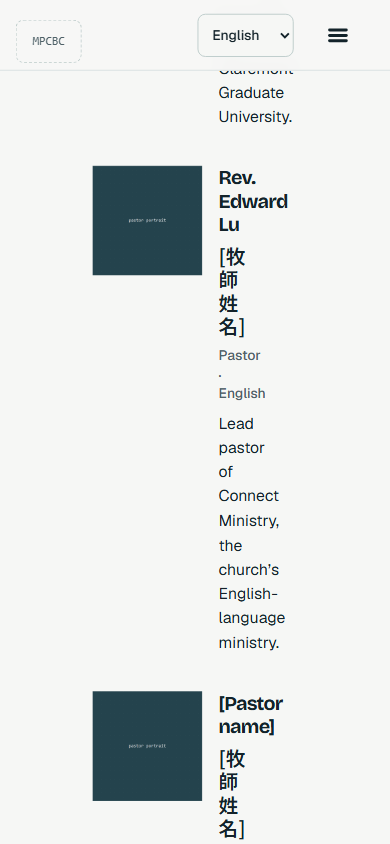 MPCBC
English
Claremont
Graduate
University.
pastor portrait
Rev.
Edward
Lu
[牧
師
姓
名]
Pastor
·
English
Lead
pastor
of
Connect
Ministry,
the
church's
English-
language
ministry.
pastor portrait
[Pastor
name]
[牧
師
姓
名]